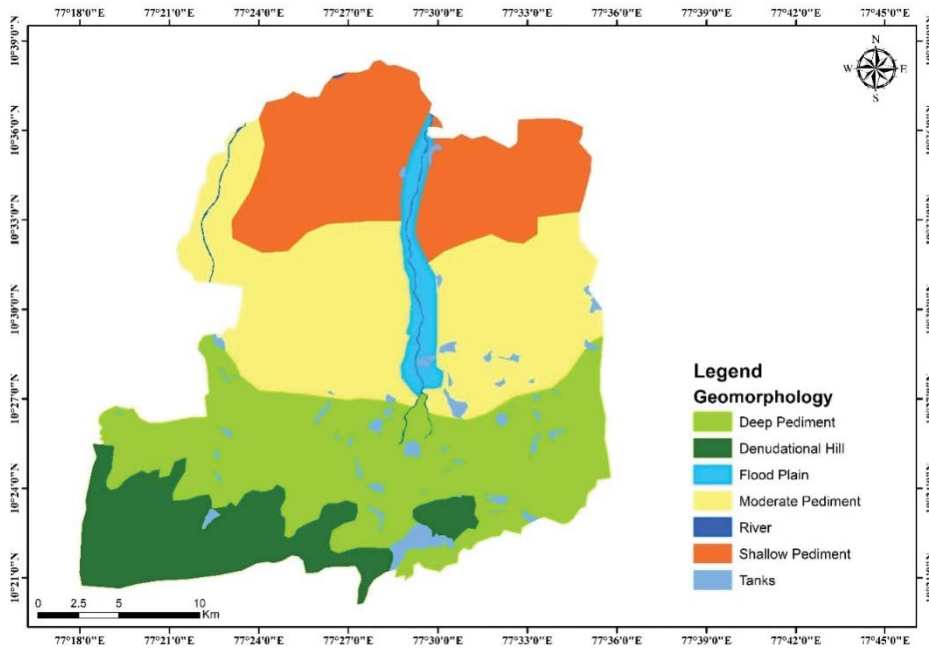 77°18'0"E 77°21'0"E 77°24'0"E 77°27'0"E 77°30'0"E 77°33'0"E 77°36'0"E 77°39'0"E 77°42'0"E 77°45'0"E
10°39'0"N
10°36'0"N
10°33'0"N
10°30'0"N
10°27'0"N
10°24'0"N
10°21'0"N
N
W E
S
Legend
Geomorphology
Deep Pediment
Denudational Hill
Flood Plain
Moderate Pediment
River
Shallow Pediment
Tanks
0 2.5 5 10
Km
77°18'0"E 77°21'0"E 77°24'0"E 77°27'0"E 77°30'0"E 77°33'0"E 77°36'0"E 77°39'0"E 77°42'0"E 77°45'0"E